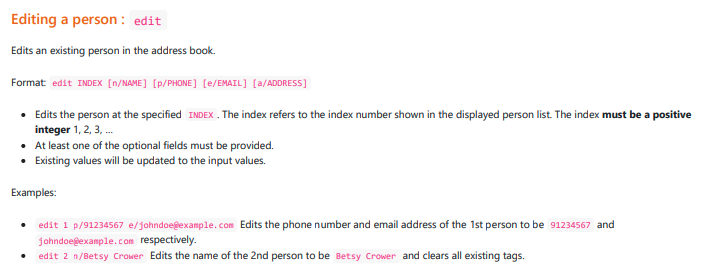 Editing a person : edit
Edits an existing person in the address book.
Format: edit INDEX [n/NAME] [p/PHONE] [e/EMAIL] [a/ADDRESS]
• Edits the person at the specified INDEX . The index refers to the index number shown in the displayed person list. The index must be a positive
integer 1, 2, 3, …
• At least one of the optional fields must be provided.
• Existing values will be updated to the input values.
Examples:
• edit 1 p/91234567 e/johndoe@example.com Edits the phone number and email address of the 1st person to be 91234567 and
johndoe@example.com respectively.
• edit 2 n/Betsy Crower Edits the name of the 2nd person to be Betsy Crower and clears all existing tags.